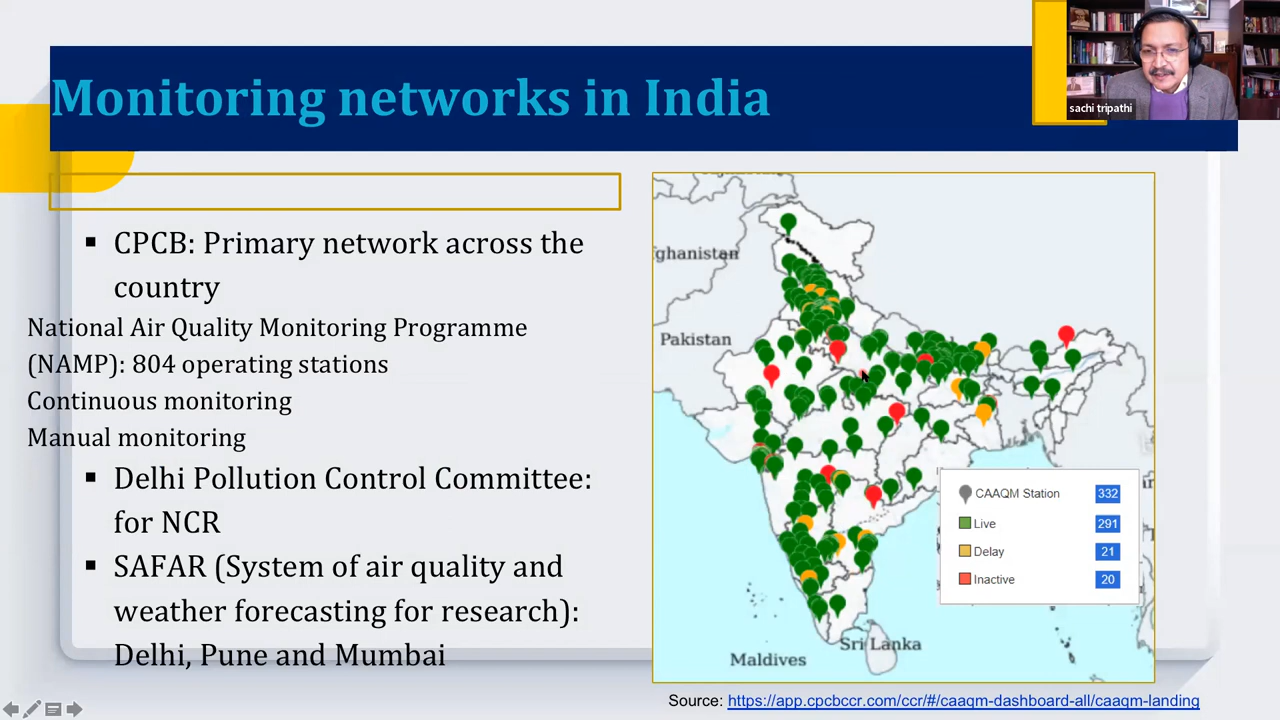 Monitoring networks in India
sachi tripathi
▪ CPCB: Primary network across the
country
National Air Quality Monitoring Programme
(NAMP): 804 operating stations
Continuous monitoring
Manual monitoring
▪ Delhi Pollution Control Committee:
for NCR
▪ SAFAR (System of air quality and
weather forecasting for research):
Delhi, Pune and Mumbai
fghanistan
Pakistan
Sri Lanka
Maldives
CAAQM Station 332
Live 291
Delay 21
Inactive 20
Source: https://app.cpcbccr.com/ccr/#/caaqm-dashboard-all/caaqm-landing